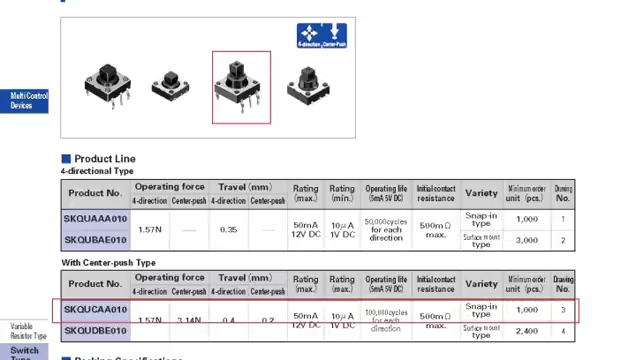 4-direction Center-Push
Multi Control
Devices
Product Line
4-directional Type
Product No. Operating force Travel (mm) Rating (max.) Rating (min.) Operating life (5mA 5V DC) Initial contact resistance Variety Minimum order unit (pcs.) Drawing No.
4-direction Center-push 4-direction Center-push
SKQUAAA010 1.57N 0.35 50mA 12V DC 10μA 1V DC 50,000cycles for each direction 500mΩ max. Snap-in type 1,000 1
SKQUBAE010 Surface mount type 3,000 2
With Center-push Type
Product No. Operating force Travel (mm) Rating (max.) Rating (min.) Operating life (5mA 5V DC) Initial contact resistance Variety Minimum order unit (pcs.) Drawing No.
4-direction Center-push 4-direction Center-push
SKQUCAA010 1.57N 3.14N 0.4 0.2 50mA 12V DC 10μA 1V DC 100,000cycles for each direction 500mΩ max. Snap-in type 1,000 3
SKQUDBE010 Surface mount type 2,400 4
Variable
Resistor Type
Switch
Type
Packing Specifications